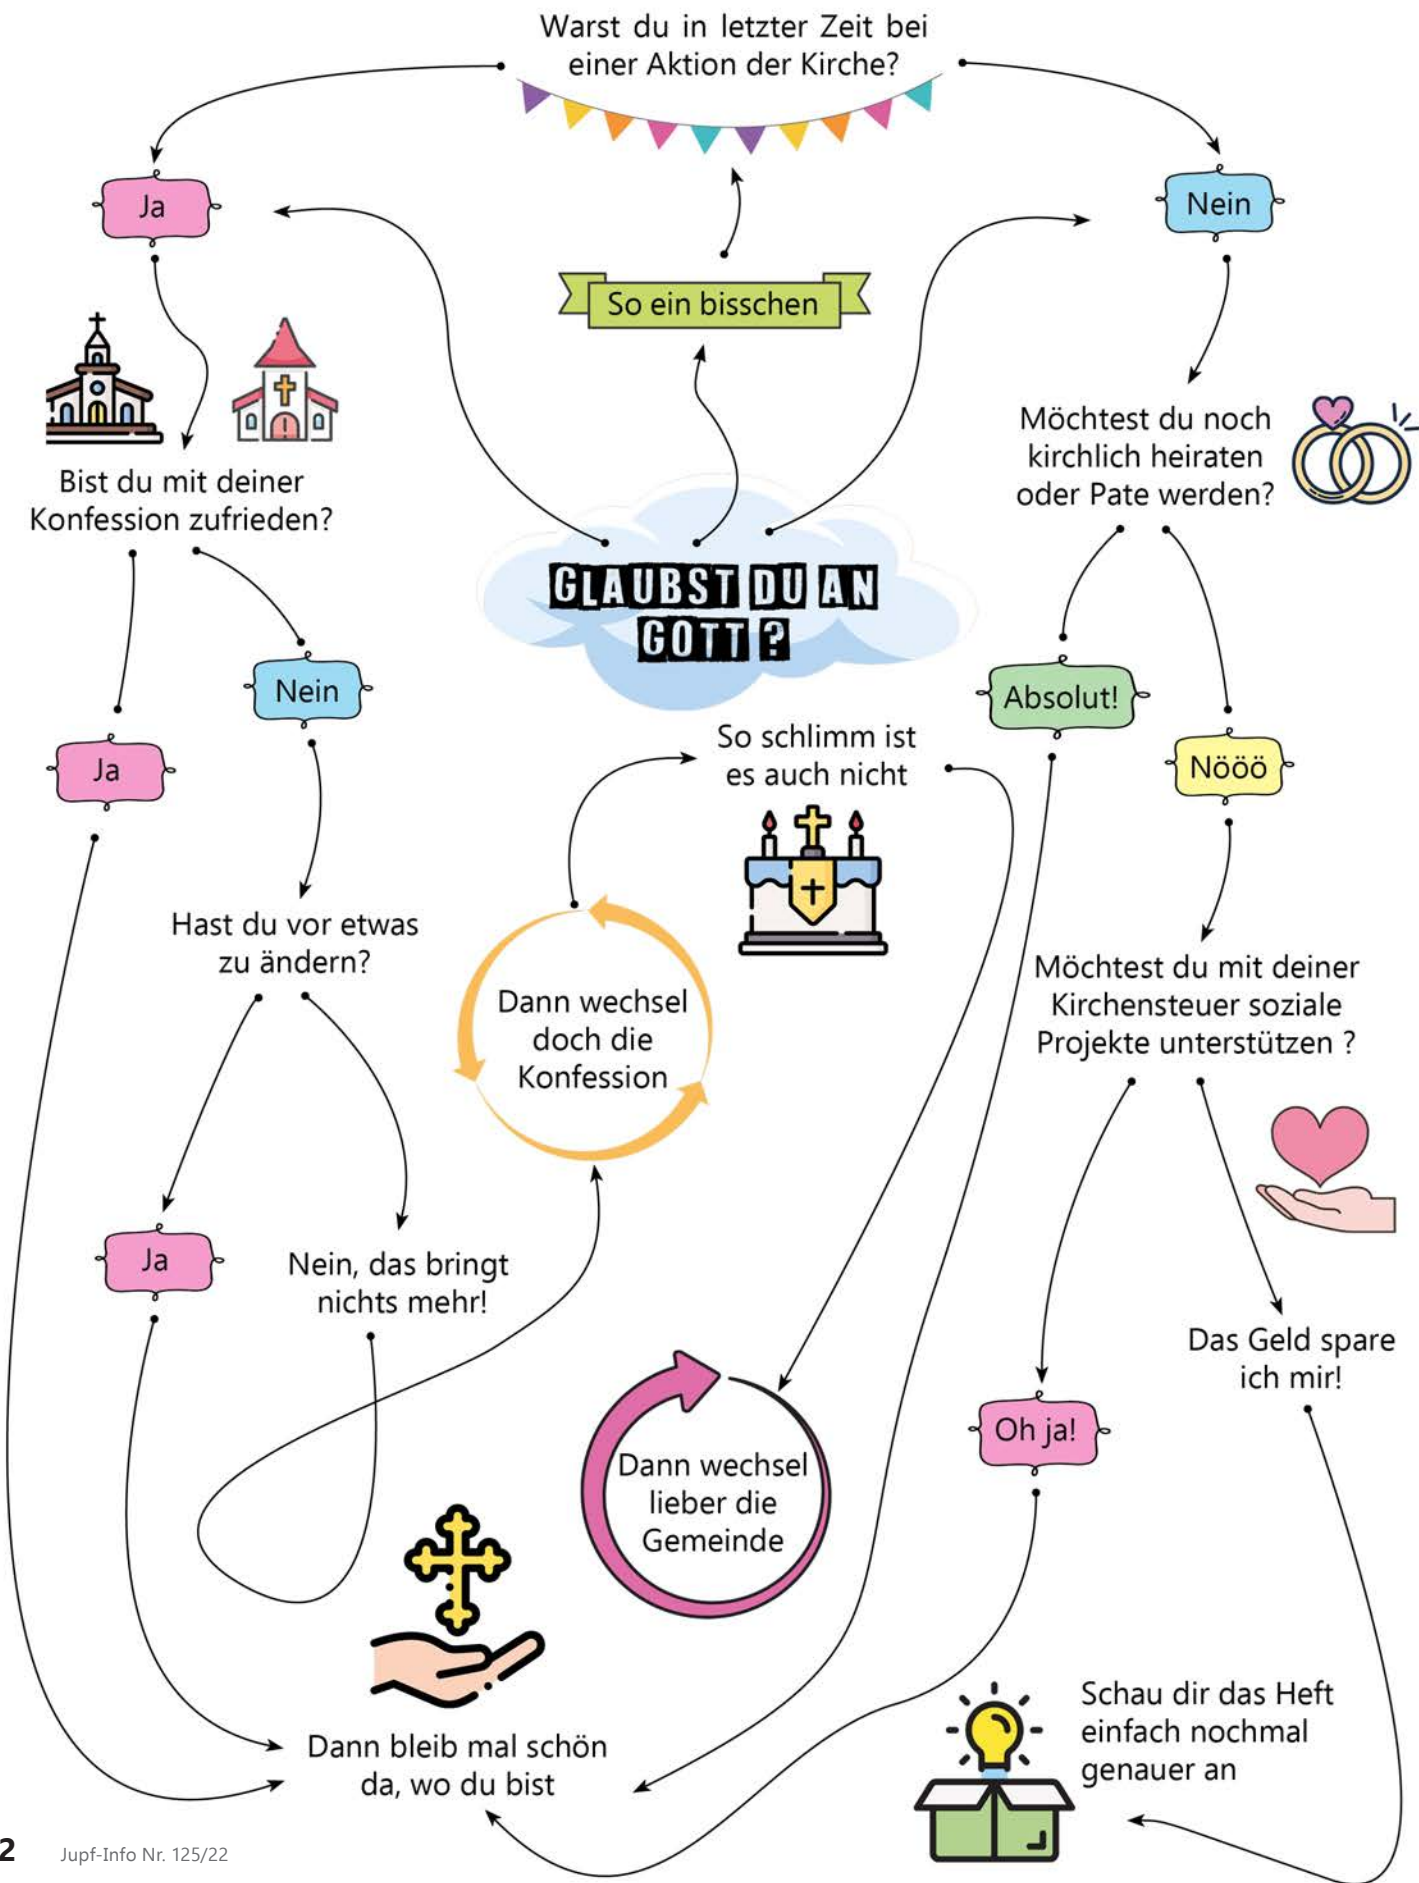 Warst du in letzter Zeit bei
einer Aktion der Kirche?
Ja
Nein
So ein bisschen
Möchtest du noch
kirchlich heiraten
oder Pate werden?
Bist du mit deiner
Konfession zufrieden?
GLAUBST DU AN
GOTT ?
Nein
Absolut!
Ja
So schlimm ist
es auch nicht
Nööö
Hast du vor etwas
zu ändern?
Dann wechsel
doch die
Konfession
Möchtest du mit deiner
Kirchensteuer soziale
Projekte unterstützen ?
Ja
Nein, das bringt
nichts mehr!
Das Geld spare
ich mir!
Oh ja!
Dann wechsel
lieber die
Gemeinde
Dann bleib mal schön
da, wo du bist
Schau dir das Heft
einfach nochmal
genauer an
2 Jupf-Info Nr. 125/22